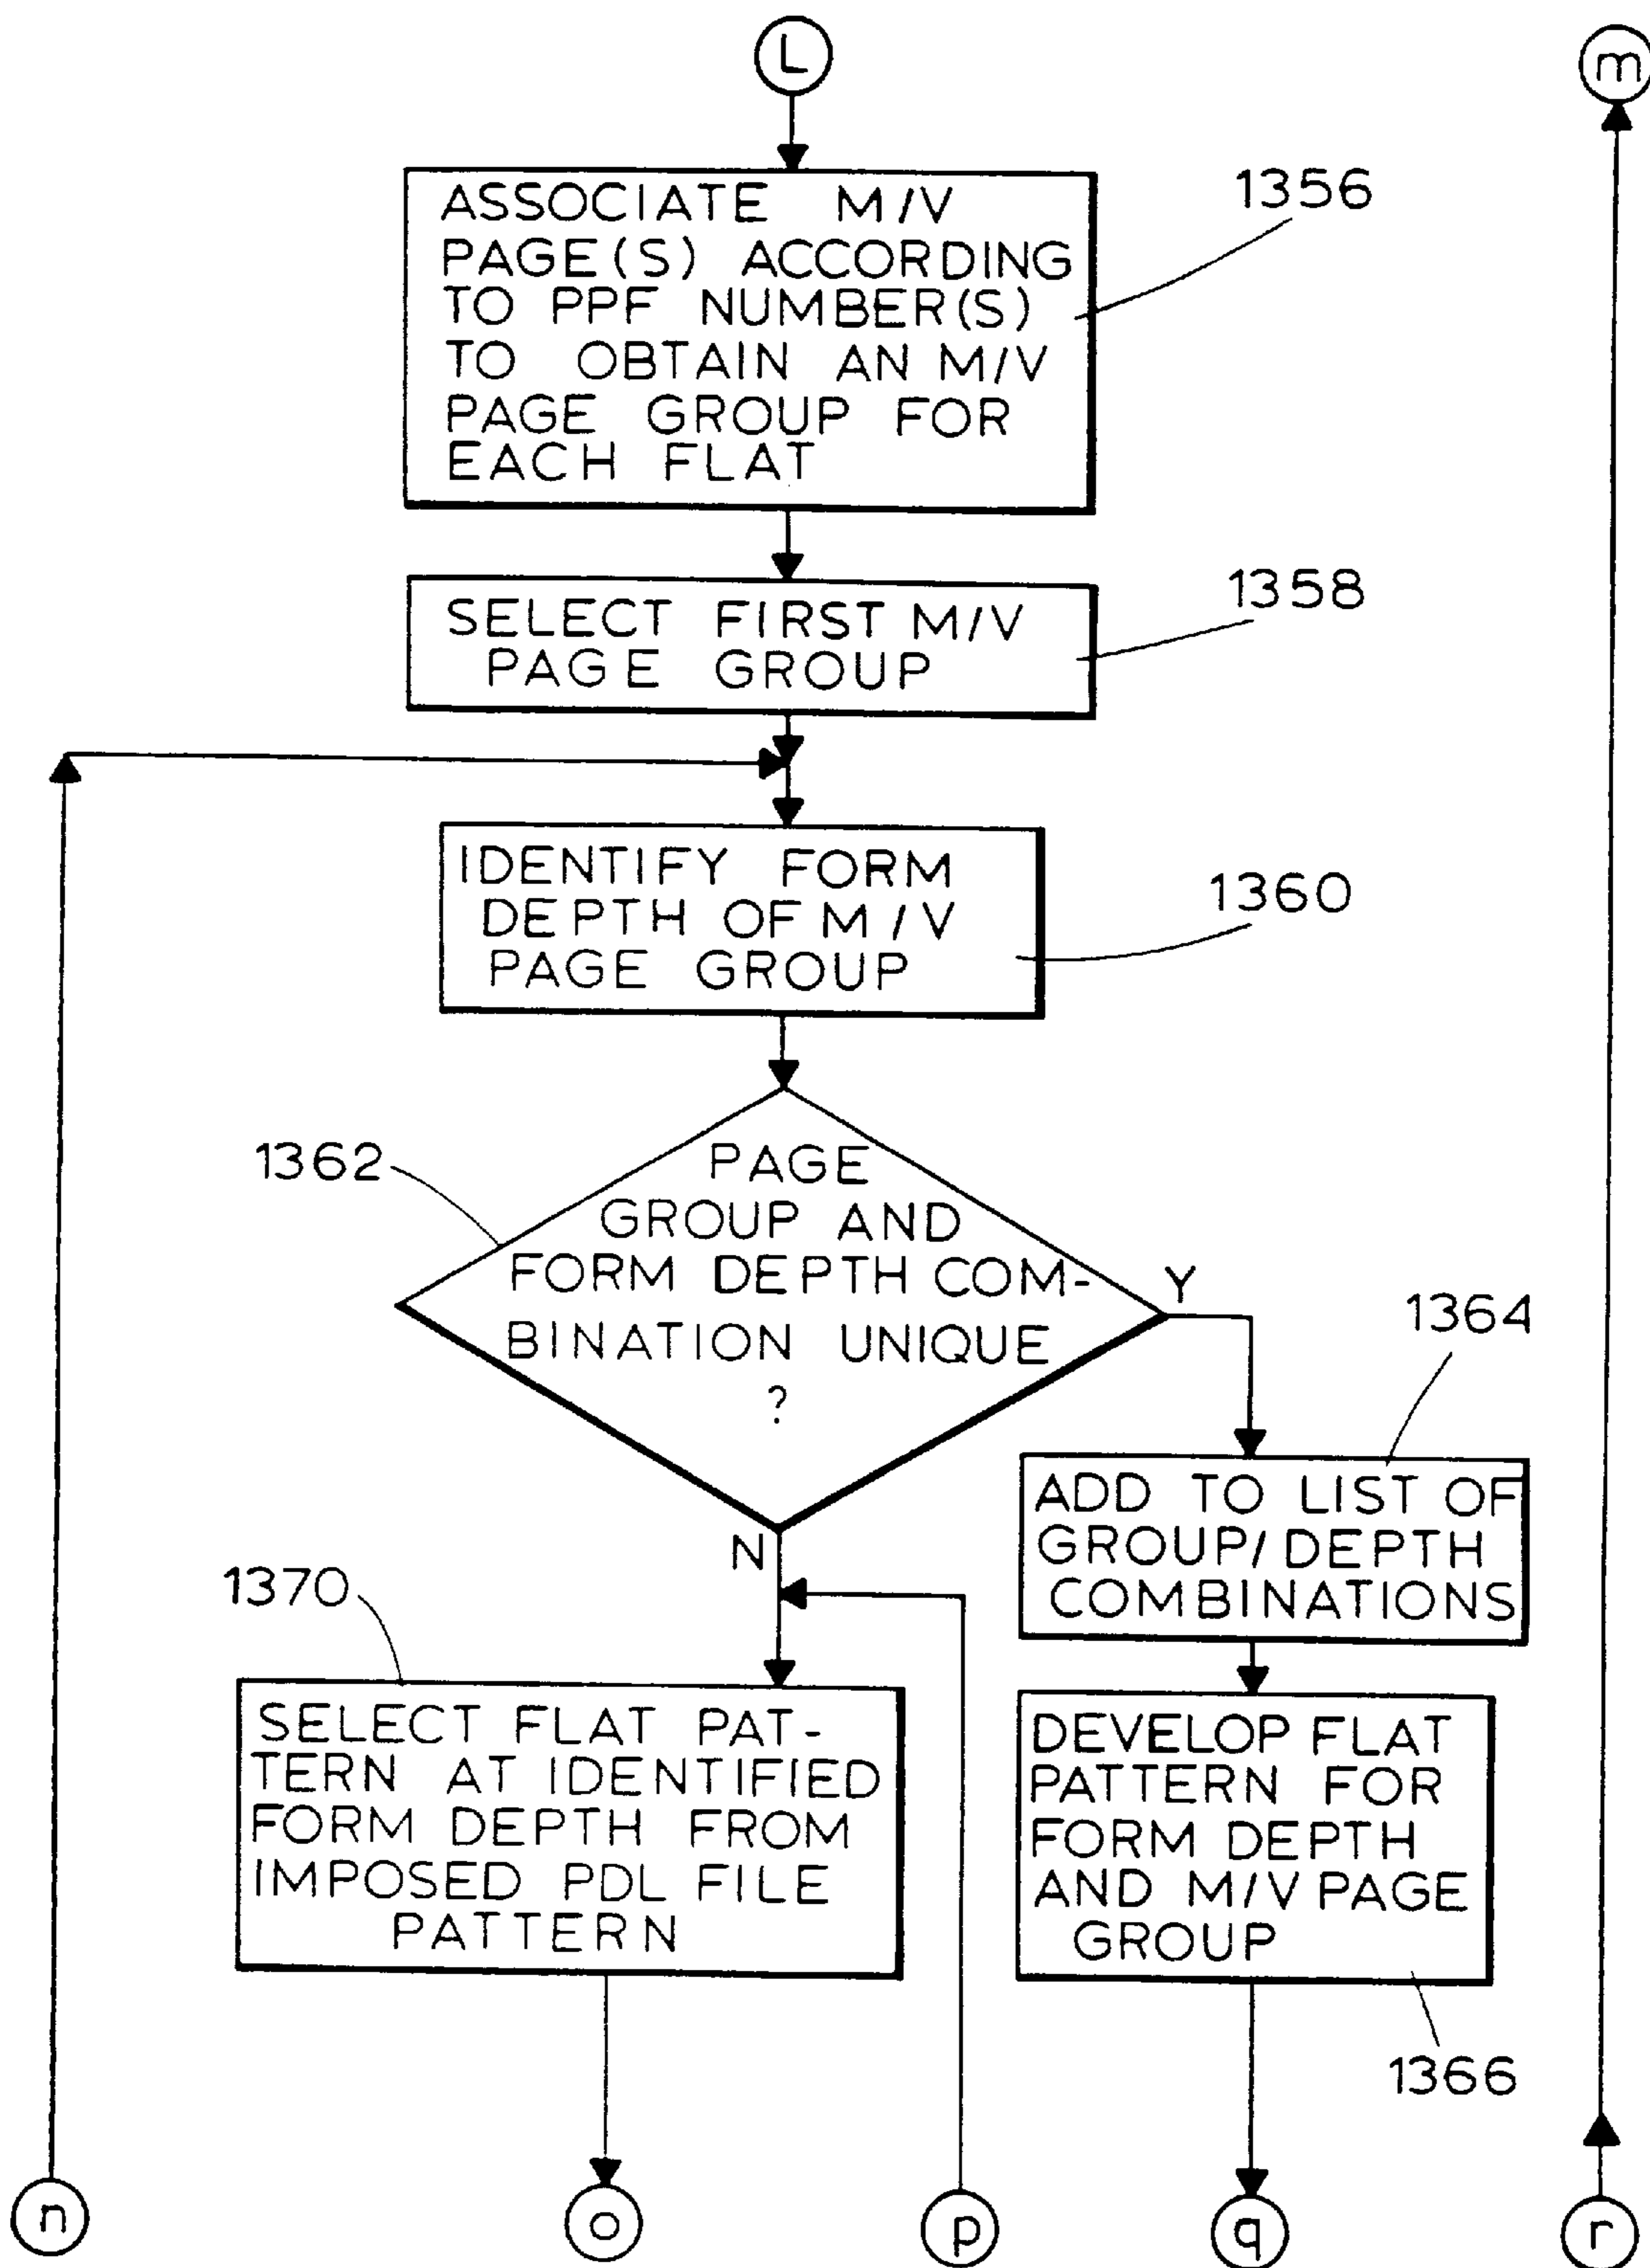 L
m
ASSOCIATE M/V
PAGE(S) ACCORDING
TO PPF NUMBER(S)
TO OBTAIN AN M/V
PAGE GROUP FOR
EACH FLAT
1356
SELECT FIRST M/V
PAGE GROUP
1358
IDENTIFY FORM
DEPTH OF M/V
PAGE GROUP
1360
1362
PAGE
GROUP AND
FORM DEPTH COM-
BINATION UNIQUE
?
Y
N
1364
ADD TO LIST OF
GROUP/DEPTH
COMBINATIONS
1370
SELECT FLAT PAT-
TERN AT IDENTIFIED
FORM DEPTH FROM
IMPOSED PDL FILE
PATTERN
DEVELOP FLAT
PATTERN FOR
FORM DEPTH
AND M/V PAGE
GROUP
1366
n
o
p
q
r